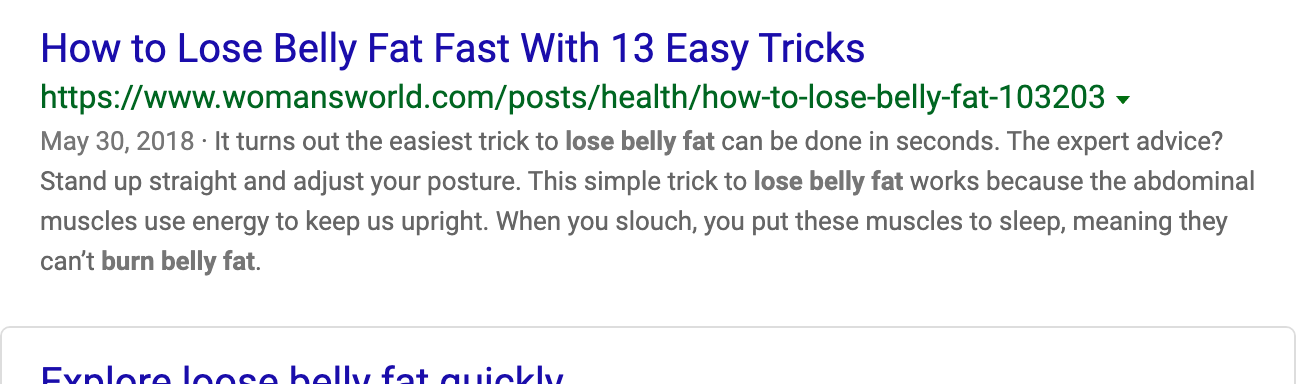 How to Lose Belly Fat Fast With 13 Easy Tricks
https://www.womansworld.com/posts/health/how-to-lose-belly-fat-103203
May 30, 2018 · It turns out the easiest trick to lose belly fat can be done in seconds. The expert advice?
Stand up straight and adjust your posture. This simple trick to lose belly fat works because the abdominal
muscles use energy to keep us upright. When you slouch, you put these muscles to sleep, meaning they
can’t burn belly fat.
Explore loose belly fat quickly